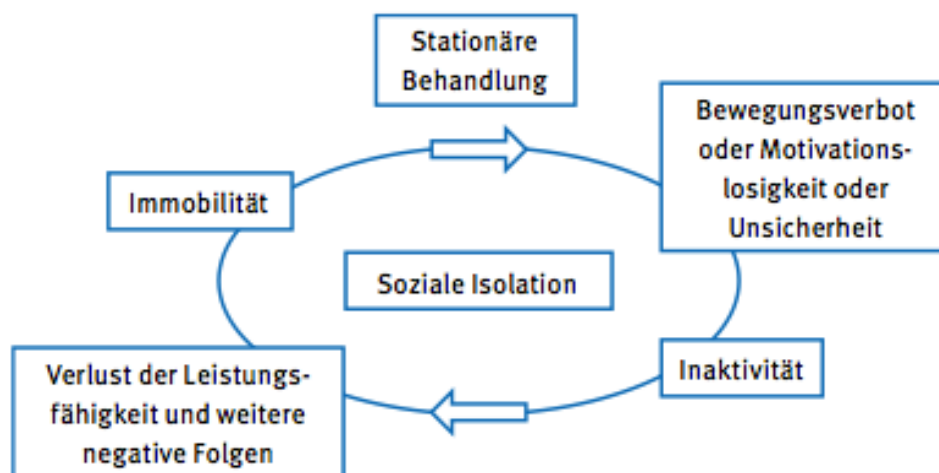 Stationäre
Behandlung
Bewegungsverbot
oder Motivations-
losigkeit oder
Unsicherheit
Immobilität
Soziale Isolation
Inaktivität
Verlust der Leistungs-
fähigkeit und weitere
negative Folgen